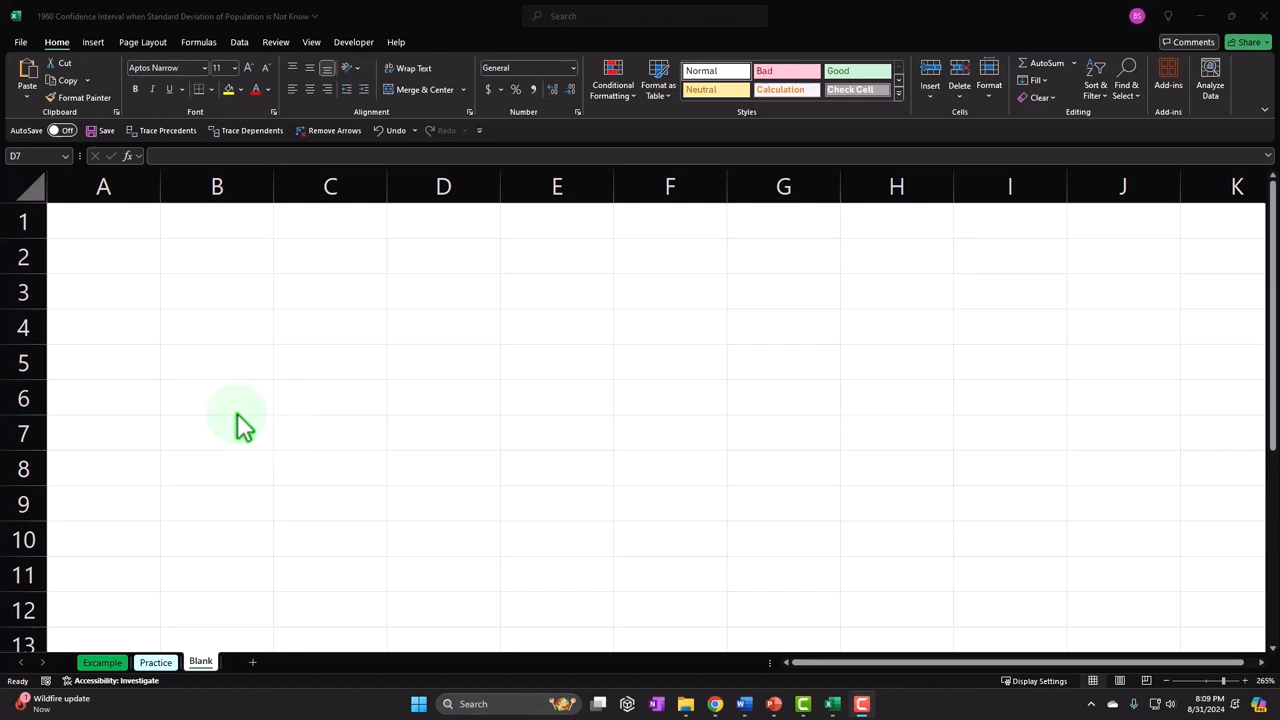 1960 Confidence Interval when Standard Deviation of Population is Not Know
Search
BS
File Home Insert Page Layout Formulas Data Review View Developer Help
Comments Share
Paste Cut
Copy
Format Painter
Clipboard
Aptos Narrow 11 A A
B I U A
Font
Wrap Text
Merge & Center
Alignment
General
$ % 9
Number
Conditional Formatting
Format as Table
Normal Bad Good
Neutral Calculation Check Cell
Styles
Insert Delete Format
Cells
AutoSum
Fill
Clear
Sort & Filter
Find & Select
Editing
Add-ins
Add-ins
Analyze Data
AutoSave Off Save Trace Precedents Trace Dependents Remove Arrows Undo Redo
D7 fx
A B C D E F G H I J K
1
2
3
4
5
6
7
8
9
10
11
12
13
Excample Practice Blank
Ready Accessibility: Investigate Display Settings 265%
1 Wildfire update
Now
Search
8:09 PM
8/31/2024